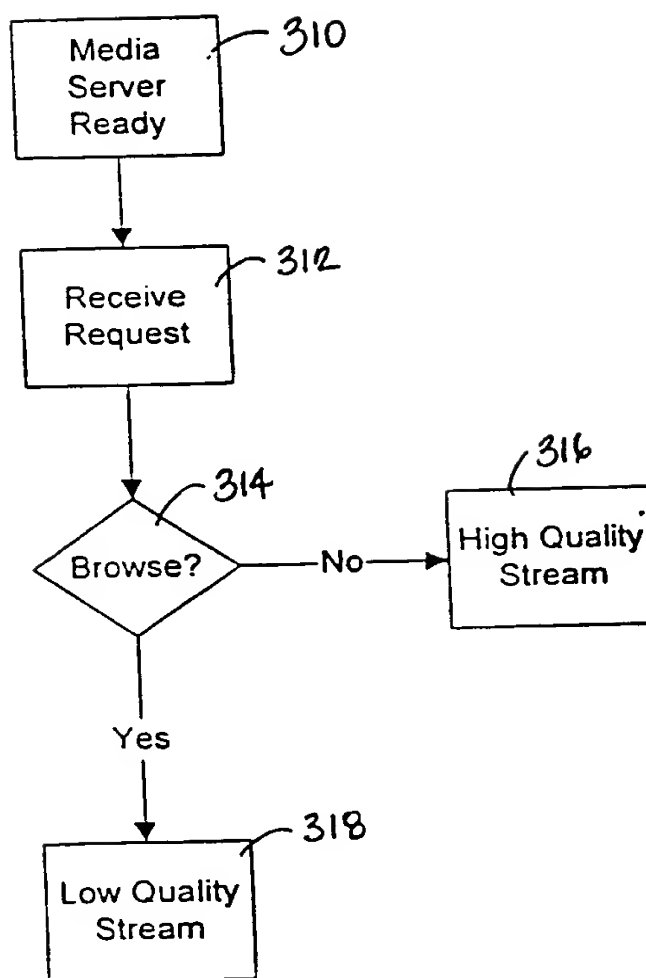 310
Media
Server
Ready
312
Receive
Request
314
Browse?
No
316
High Quality
Stream
Yes
318
Low Quality
Stream